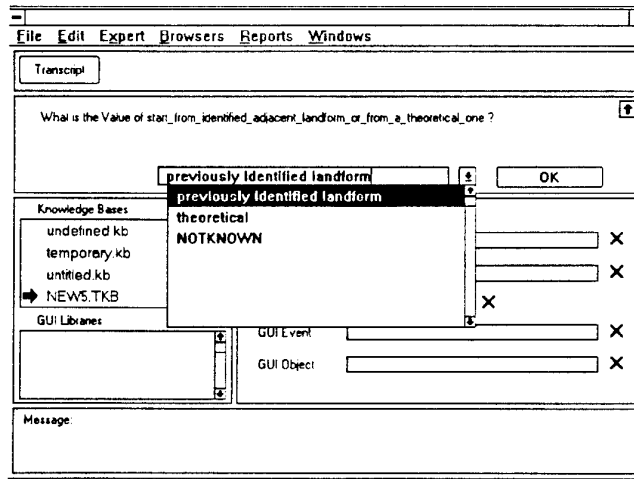 File Edit Expert Browsers Reports Windows
Transcript
What is the Value of start_from_identified_adjacent_landform_or_from_a_theoretical_one ?
previously Identified landform
OK
previously Identified landform
theoretical
NOTKNOWN
Knowledge Bases
undefined kb
temporary.kb
untitled.kb
NEW5.TKB
GUI Libraries
GUI Event
GUI Object
Message: